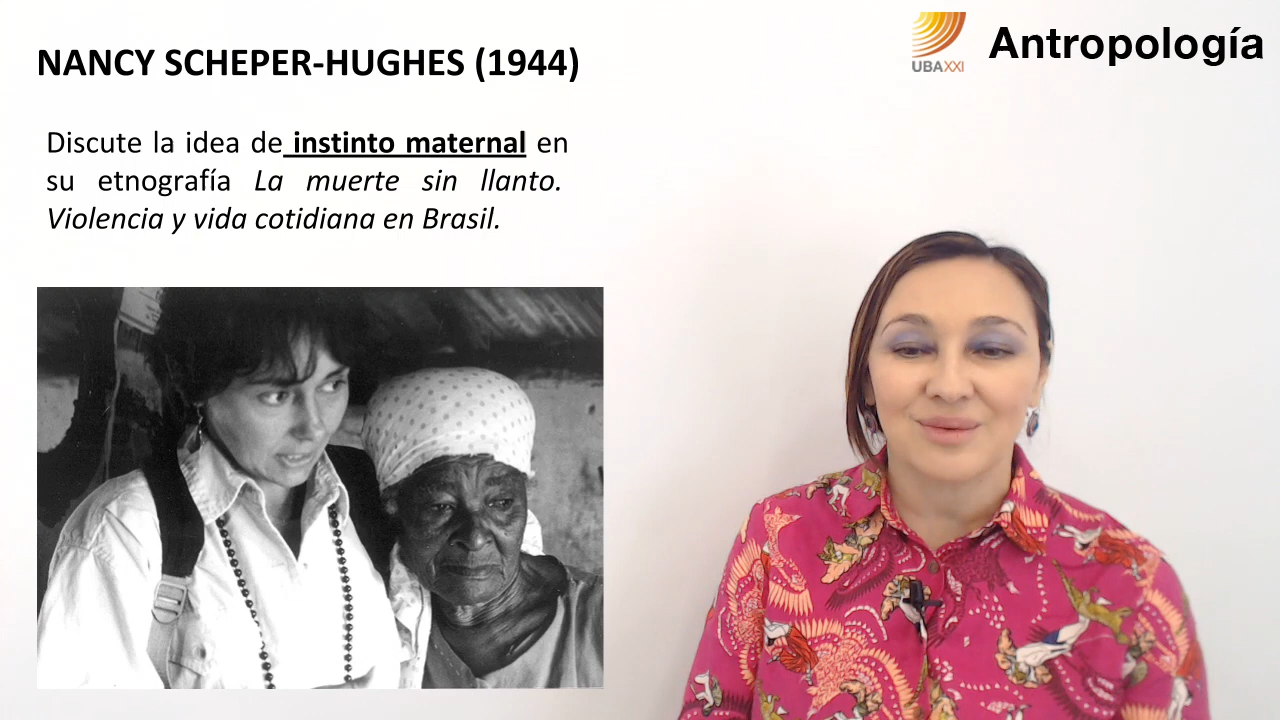 NANCY SCHEPER-HUGHES (1944)
Discute la idea de instinto maternal en
su etnografía La muerte sin llanto.
Violencia y vida cotidiana en Brasil.
UBAXXI
Antropología